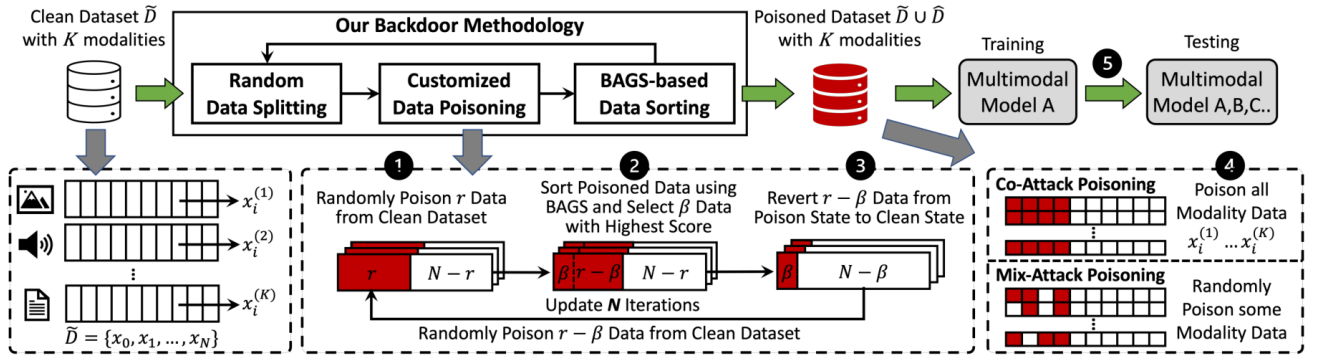 Clean Dataset D̃
with K modalities
Our Backdoor Methodology
Random
Data Splitting
Customized
Data Poisoning
BAGS-based
Data Sorting
Poisoned Dataset D̃ ∪ D̂
with K modalities
Training
Multimodal
Model A
5
Testing
Multimodal
Model A,B,C..
x_i^(1)
x_i^(2)
⋮
x_i^(K)
D̃ = {x_0, x_1, ..., x_N}
1
Randomly Poison r Data
from Clean Dataset
r
N − r
2
Sort Poisoned Data using
BAGS and Select β Data
with Highest Score
β
r − β
N − r
3
Revert r − β Data from
Poison State to Clean State
β
N − β
Update N Iterations
Randomly Poison r − β Data from Clean Dataset
4
Co-Attack Poisoning
⋮
Poison all
Modality Data
x_i^(1) ... x_i^(K)
Mix-Attack Poisoning
⋮
Randomly
Poison some
Modality Data